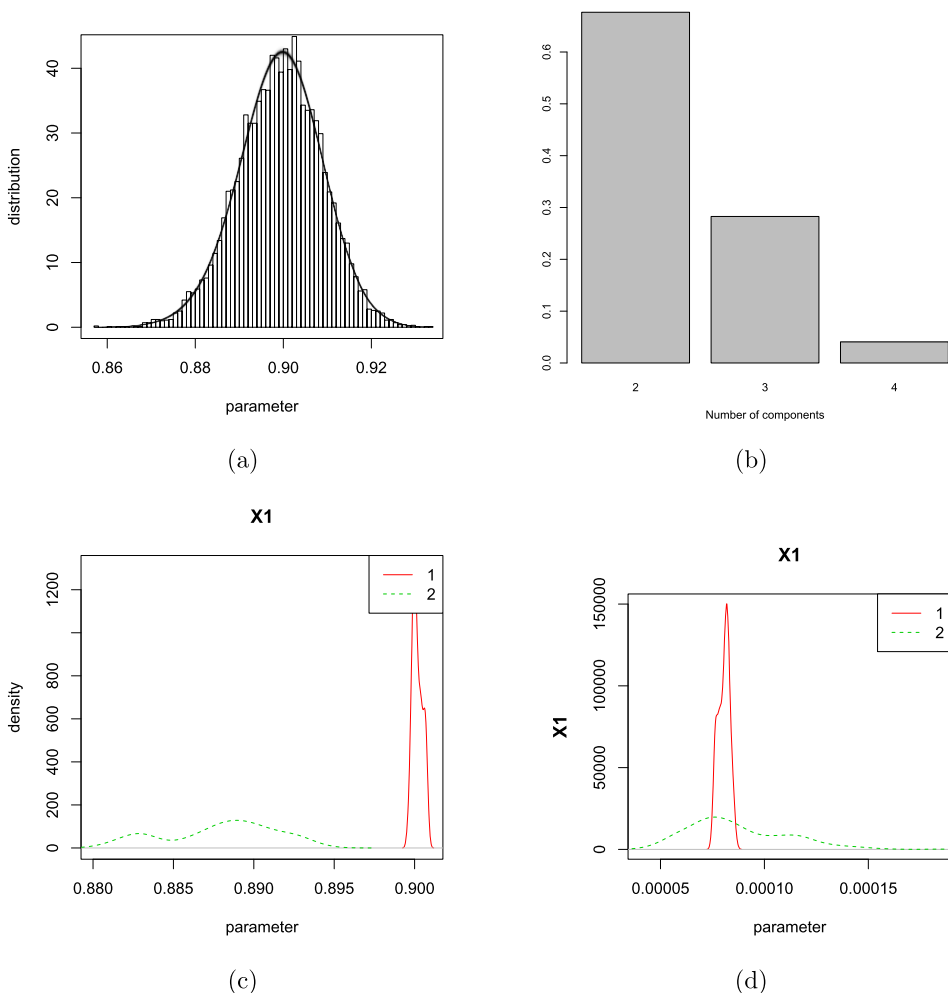 40
30
20
10
0
distribution
0.86 0.88 0.90 0.92
parameter
(a)
0.6
0.5
0.4
0.3
0.2
0.1
0.0
2 3 4
Number of components
(b)
X1
1200
800
600
400
200
0
density
1
2
0.880 0.885 0.890 0.895 0.900
parameter
(c)
X1
150000
100000
50000
0
X1
1
2
0.00005 0.00010 0.00015
parameter
(d)